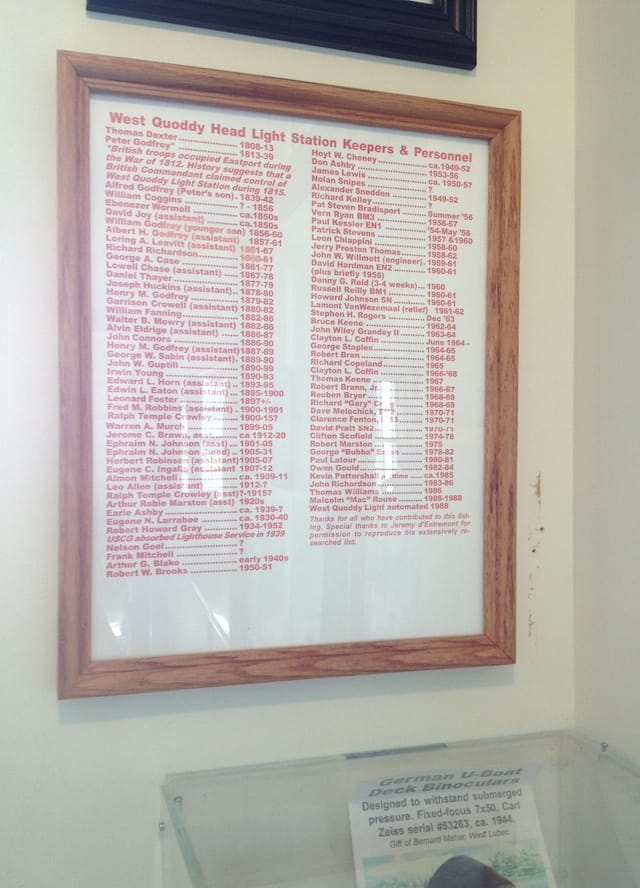 West Quoddy Head Light Station Keepers & Personnel
Thomas Dexter 1808-13
Peter Godfrey* 1813-39
*British troops occupied Eastport during
the War of 1812. History suggests that a
British Commandant claimed control of
West Quoddy Light Station during 1815.
Alfred Godfrey (Peter's son) . 1839-42
William Coggins ? - 1856
Ebenezer Wormell ca.1850s
David Joy (assistant) ca.1850s
William Godfrey (younger son) 1856-60
Albert H. Godfrey (assistant) 1857-61
Loring A. Leavitt (assistant) 1861-67
Richard Richardson 1860-61
George A. Case 1861-77
Lowell Chase (assistant) 1867-78
Daniel Thayer 1877-79
Joseph Huckins (assistant) 1878-80
Henry M. Godfrey 1879-82
Garrison Crowell (assistant) 1880-82
William Fanning 1882-86
Walter B. Mowry (assistant) 1882-86
Alvin Eldrige (assistant) 1886-87
John Connors 1886-90
Henry M. Godfrey (assistant) 1887-89
George W. Sabin (assistant) . 1889-90
John W. Guptill 1890-99
Irwin Young 1890-93
Edward L. Horn (assistant) .. 1893-95
Edwin L. Eaton (assistant) ... 1895-1900
Leonard Foster 1897+/-
Fred M. Robbins (assistant) . 1900-1901
Ralph Temple Crowley 1900-15?
Warren A. Murch 1899-05
Jerome C. Brawn, asst ca 1912-20
Ephraim N. Johnson (asst) ... 1901-05
Ephraim N. Johnson (head) .. 1905-31
Herbert Robinson (assistant) 1905-07
Eugene C. Ingalls (assistant 1907-12
Almon Mitchell ca. 1909-11
Leo Allen (assistant) 1912-?
Ralph Temple Crowley (asst) ?-1915?
Arthur Robie Marston (asst) 1920s
Earle Ashby ca. 1939-?
Eugene N. Larrabee ca. 1930-40
Robert Howard Gray 1934-1952
USCG absorbed Lighthouse Service in 1939
Nelson Geel ?
Frank Mitchell ?
Arthur G. Blake early 1940s
Robert W. Brooks 1950-51
Hoyt W. Cheney ca.1949-52
Don Ashby 1953-56
James Lewis ca. 1950-5?
Nolan Snipes ?
Alexander Snedden 1949-52
Richard Kelley ?
Pat Steven Bradisport Summer '56
Vern Ryan BM3 1956-57
Paul Kessler EN1 '54-May '56
Patrick Stevens 1957 &1960
Leon Chiappini 1958-60
Jerry Preston Thomas 1958-62
John W. Willmott (engineer) . 1959-61
David Hardman EN2 1960-61
(plus briefly 1956)
Danny G. Reid (3-4 weeks) ... 1960
Russell Reilly BM1 1960-61
Howard Johnson SN 1960-61
Lamont VanWezemaal (relief) 1961-62
Stephen H. Rogers Dec '63
Bruce Keene 1962-64
John Wiley Grandey II 1963-64
Clayton L. Coffin June 1964 -
George Staples 1964-65
Robert Bran 1964-65
Richard Copeland 1965
Clayton L. Coffin 1966-'68
Thomas Keene 1967
Robert Brann, Jr. 1966-67
Reuben Bryer 1968-69
Richard "Gary" 1968-69
Dave Melochick, 1970-71
Clarence Fenton, 1970-71
David Pratt SN2 1970-71
Clifton Scofield 1974-78
Robert Marston 1975
George "Bubba" Eaton 1978-82
Paul Latour 1980-81
Owen Gould 1982-84
Kevin Pattershall ca.1985
John Richardson 1983-86
Thomas Williams 1986
Malcolm "Mac" Rouse 1986-1988
West Quoddy Light automated 1988
Thanks for all who have contributed to this list-
ing. Special thanks to Jeremy d'Entremont for
permission to reproduce his extensively re-
searched list.
German U-Boat
Deck Binoculars
Designed to withstand submerged
pressure. Fixed-focus 7x50, Carl
Zeiss serial #53263, ca. 1944.
Gift of Bernard Mahar, West Lubec